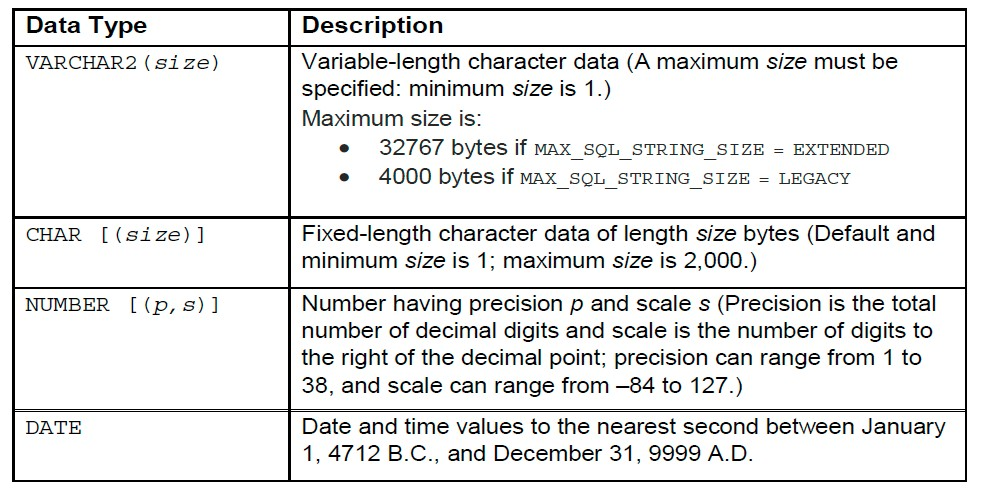 Data Type Description
VARCHAR2(size) Variable-length character data (A maximum size must be
specified: minimum size is 1.)
Maximum size is:
• 32767 bytes if MAX_SQL_STRING_SIZE = EXTENDED
• 4000 bytes if MAX_SQL_STRING_SIZE = LEGACY
CHAR [(size)] Fixed-length character data of length size bytes (Default and
minimum size is 1; maximum size is 2,000.)
NUMBER [(p,s)] Number having precision p and scale s (Precision is the total
number of decimal digits and scale is the number of digits to
the right of the decimal point; precision can range from 1 to
38, and scale can range from –84 to 127.)
DATE Date and time values to the nearest second between January
1, 4712 B.C., and December 31, 9999 A.D.